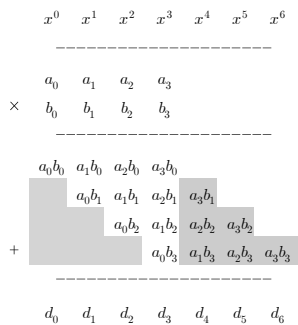 x⁰ x¹ x² x³ x⁴ x⁵ x⁶
a₀ a₁ a₂ a₃
× b₀ b₁ b₂ b₃
a₀b₀ a₁b₀ a₂b₀ a₃b₀
a₀b₁ a₁b₁ a₂b₁ a₃b₁
a₀b₂ a₁b₂ a₂b₂ a₃b₂
+ a₀b₃ a₁b₃ a₂b₃ a₃b₃
d₀ d₁ d₂ d₃ d₄ d₅ d₆